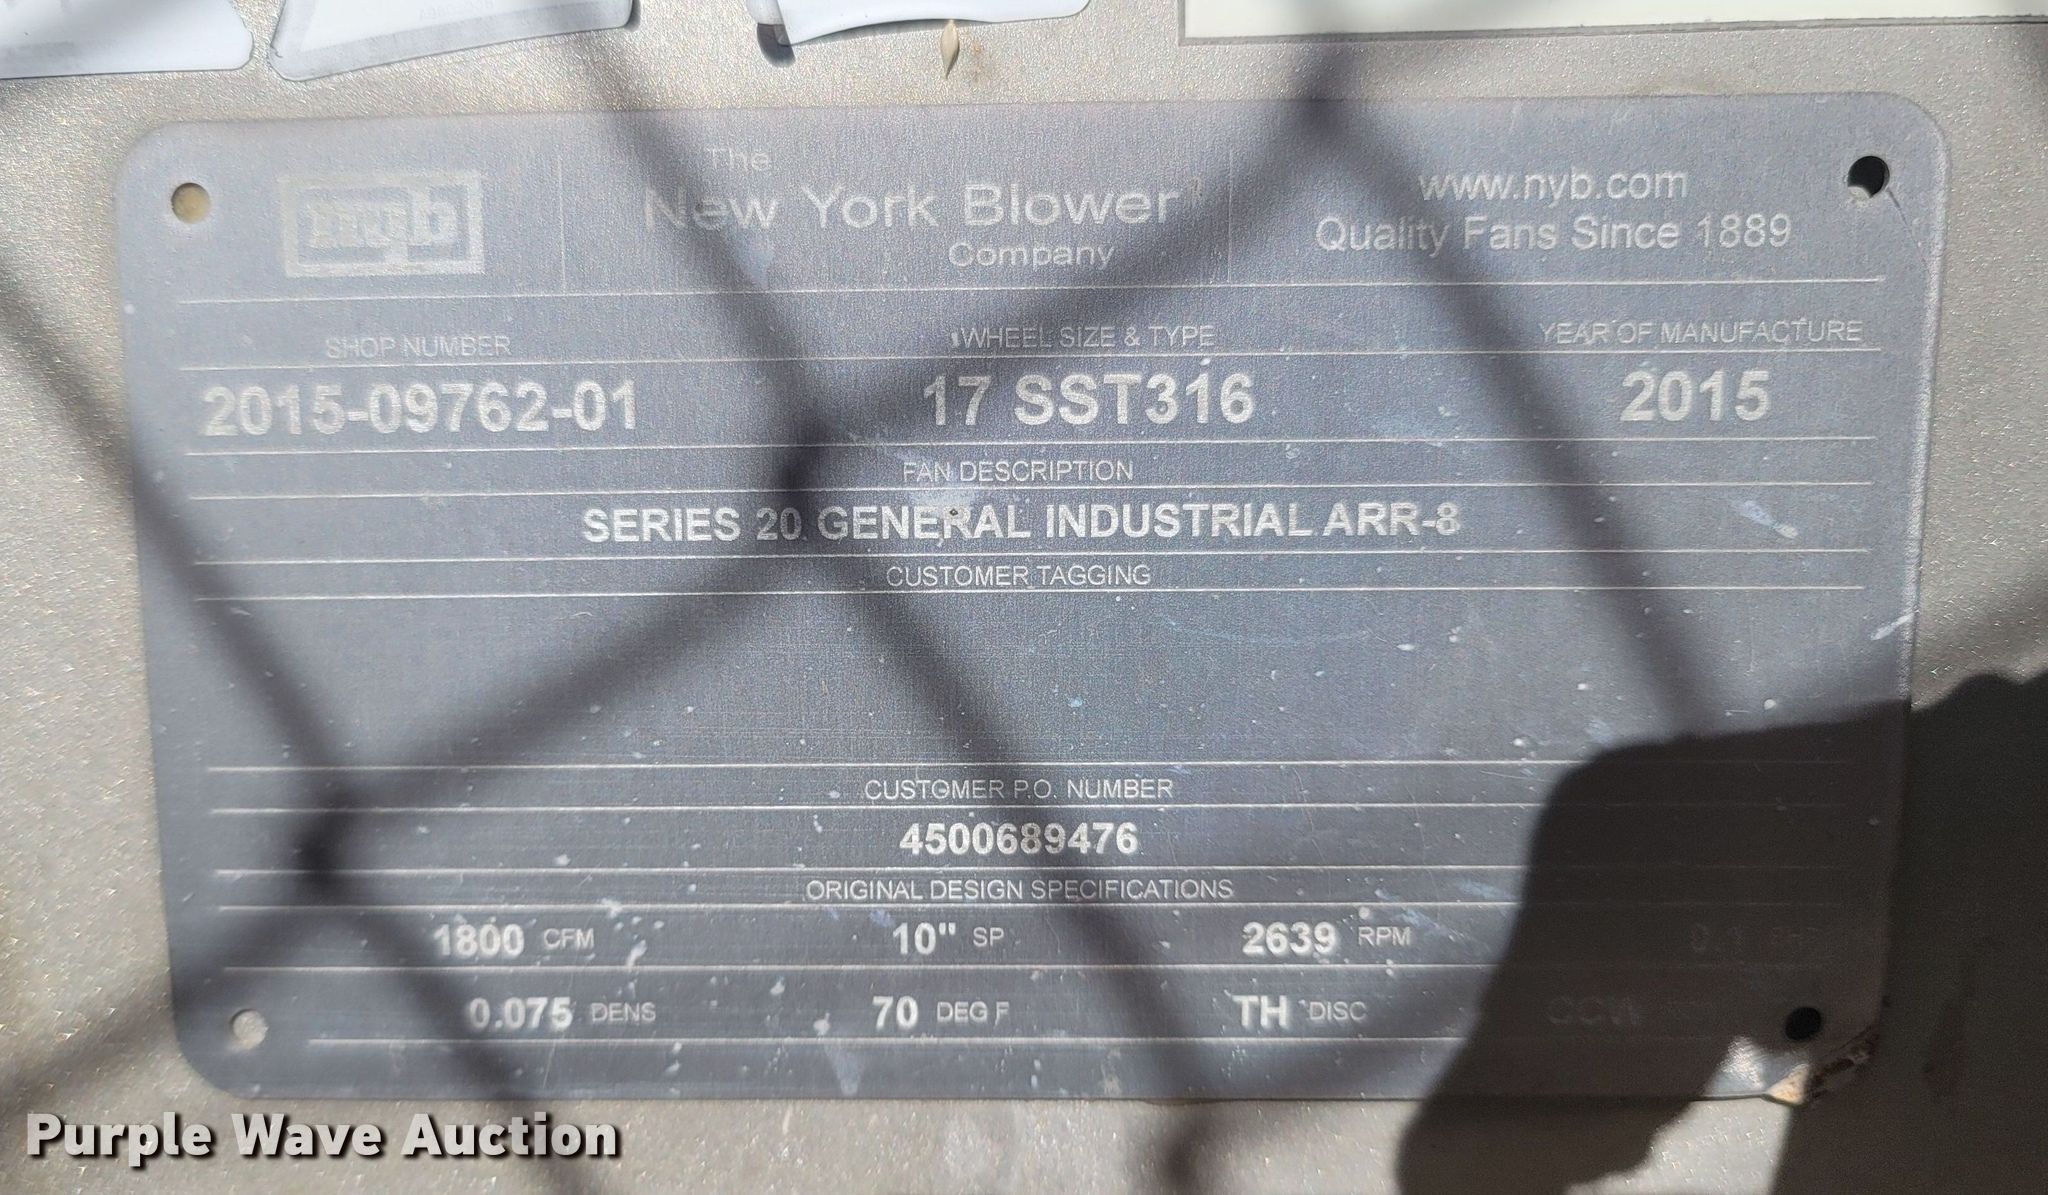 nyb
The
New York Blower
Company
www.nyb.com
Quality Fans Since 1889
SHOP NUMBER WHEEL SIZE & TYPE YEAR OF MANUFACTURE
2015-09762-01 17 SST316 2015
FAN DESCRIPTION
SERIES 20 GENERAL INDUSTRIAL ARR-8
CUSTOMER TAGGING
CUSTOMER P.O. NUMBER
4500689476
ORIGINAL DESIGN SPECIFICATIONS
1800 CFM 10" SP 2639 RPM
0.075 DENS 70 DEG F TH DISC CCW
Purple Wave Auction